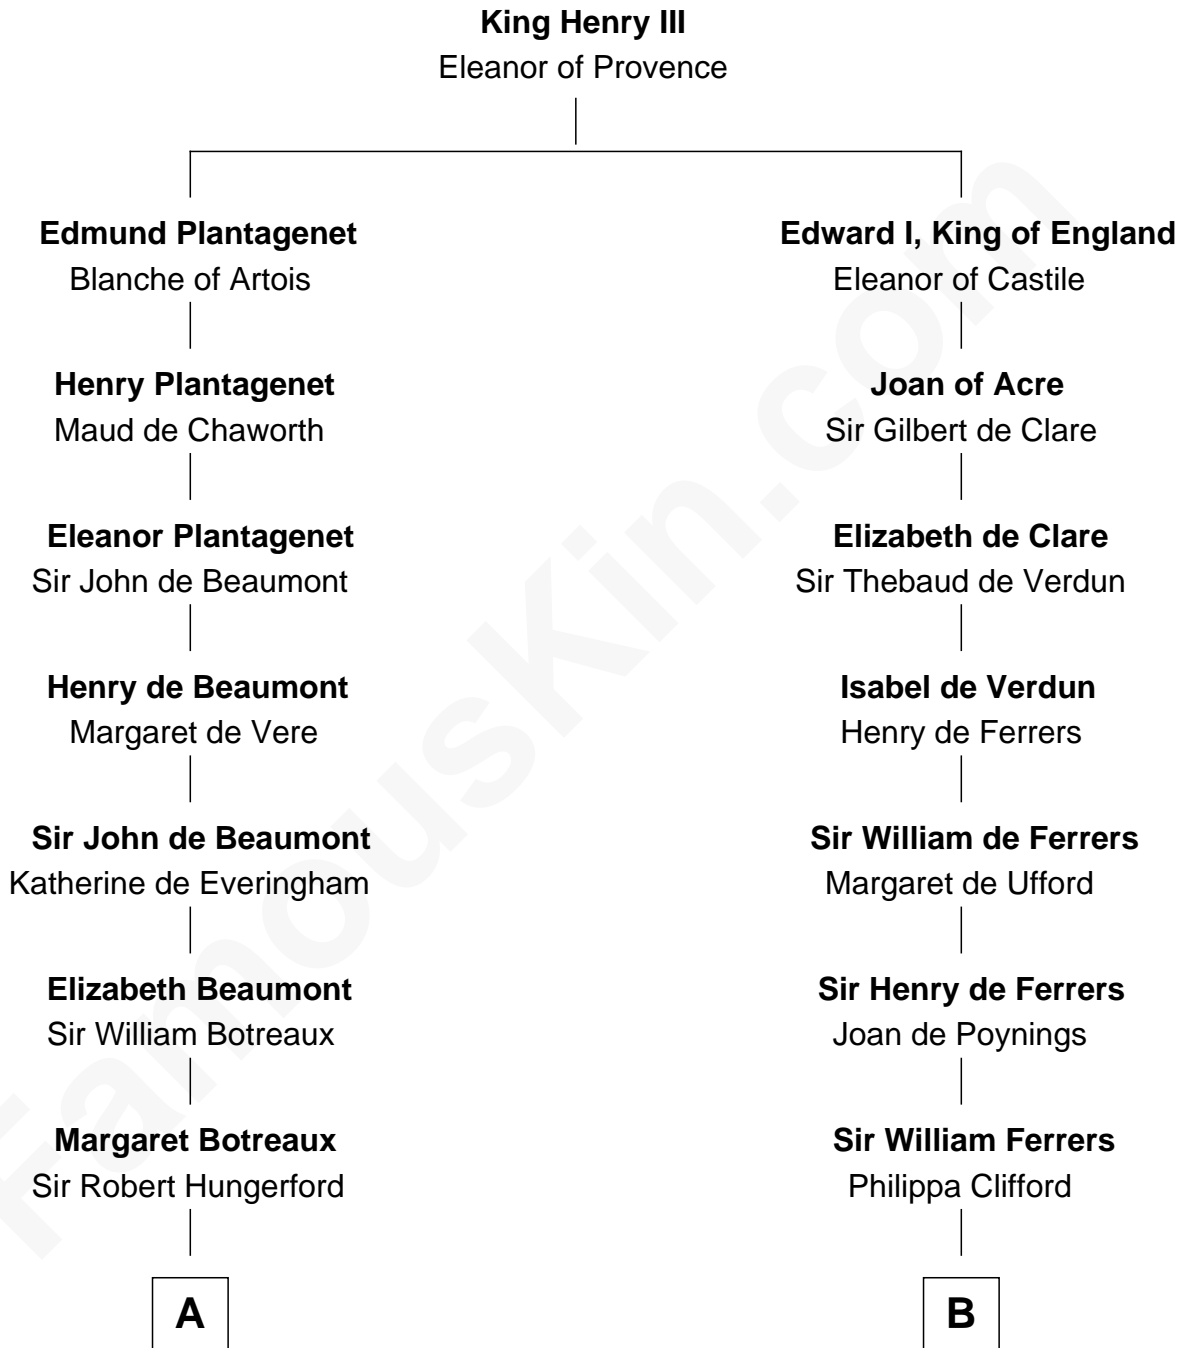 King Henry III
Eleanor of Provence
Edmund Plantagenet
Blanche of Artois
Edward I, King of England
Eleanor of Castile
Henry Plantagenet
Maud de Chaworth
Joan of Acre
Sir Gilbert de Clare
Eleanor Plantagenet
Sir John de Beaumont
Elizabeth de Clare
Sir Thebaud de Verdun
Henry de Beaumont
Margaret de Vere
Isabel de Verdun
Henry de Ferrers
Sir John de Beaumont
Katherine de Everingham
Sir William de Ferrers
Margaret de Ufford
Elizabeth Beaumont
Sir William Botreaux
Sir Henry de Ferrers
Joan de Poynings
Margaret Botreaux
Sir Robert Hungerford
Sir William Ferrers
Philippa Clifford
A
B
FamousKin.com